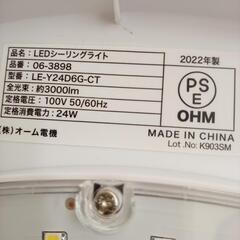 品名：LEDシーリングライト
品番：06-3898
型番：LE-Y24D6G-CT
全光束：約3000lm
定格電圧：100V 50/60Hz
定格消費電力：24W
(株)オーム電機
2022年製
PS
E
OHM
MADE IN CHINA
Lot .No: K903SM